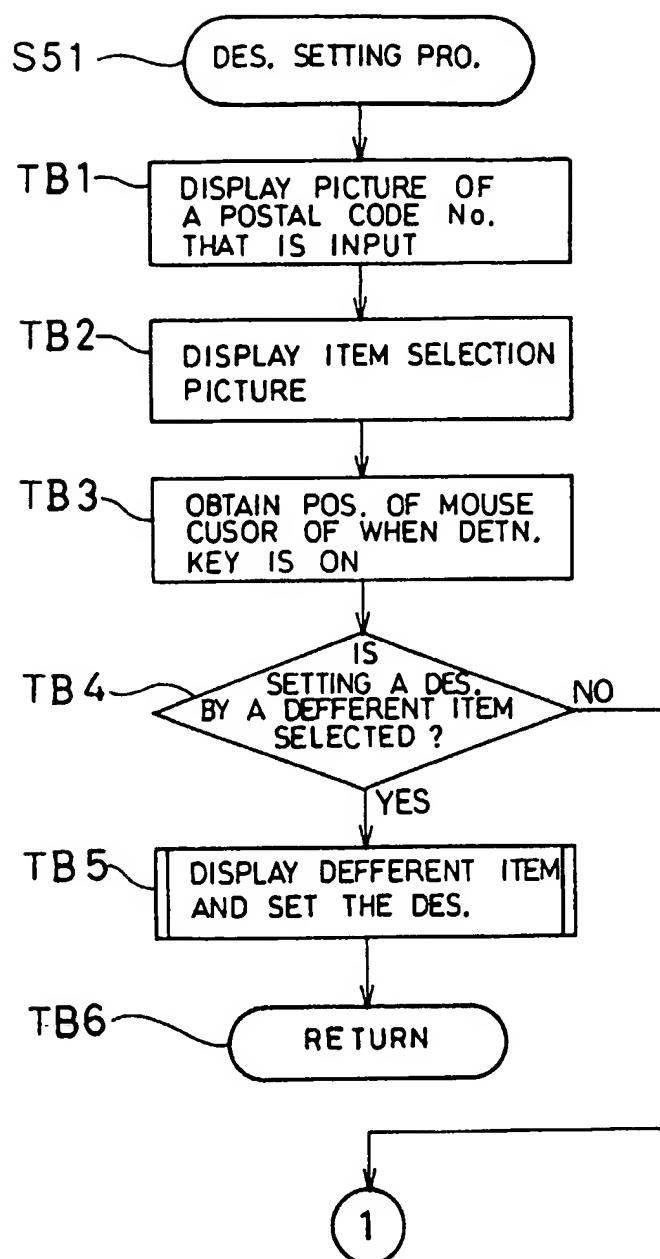 S51
DES. SETTING PRO.
TB1
DISPLAY PICTURE OF
A POSTAL CODE No.
THAT IS INPUT
TB2
DISPLAY ITEM SELECTION
PICTURE
TB3
OBTAIN POS. OF MOUSE
CUSOR OF WHEN DETN.
KEY IS ON
TB4
IS
SETTING A DES.
BY A DEFFERENT ITEM
SELECTED ?
NO
YES
TB5
DISPLAY DEFFERENT ITEM
AND SET THE DES.
TB6
RETURN
1